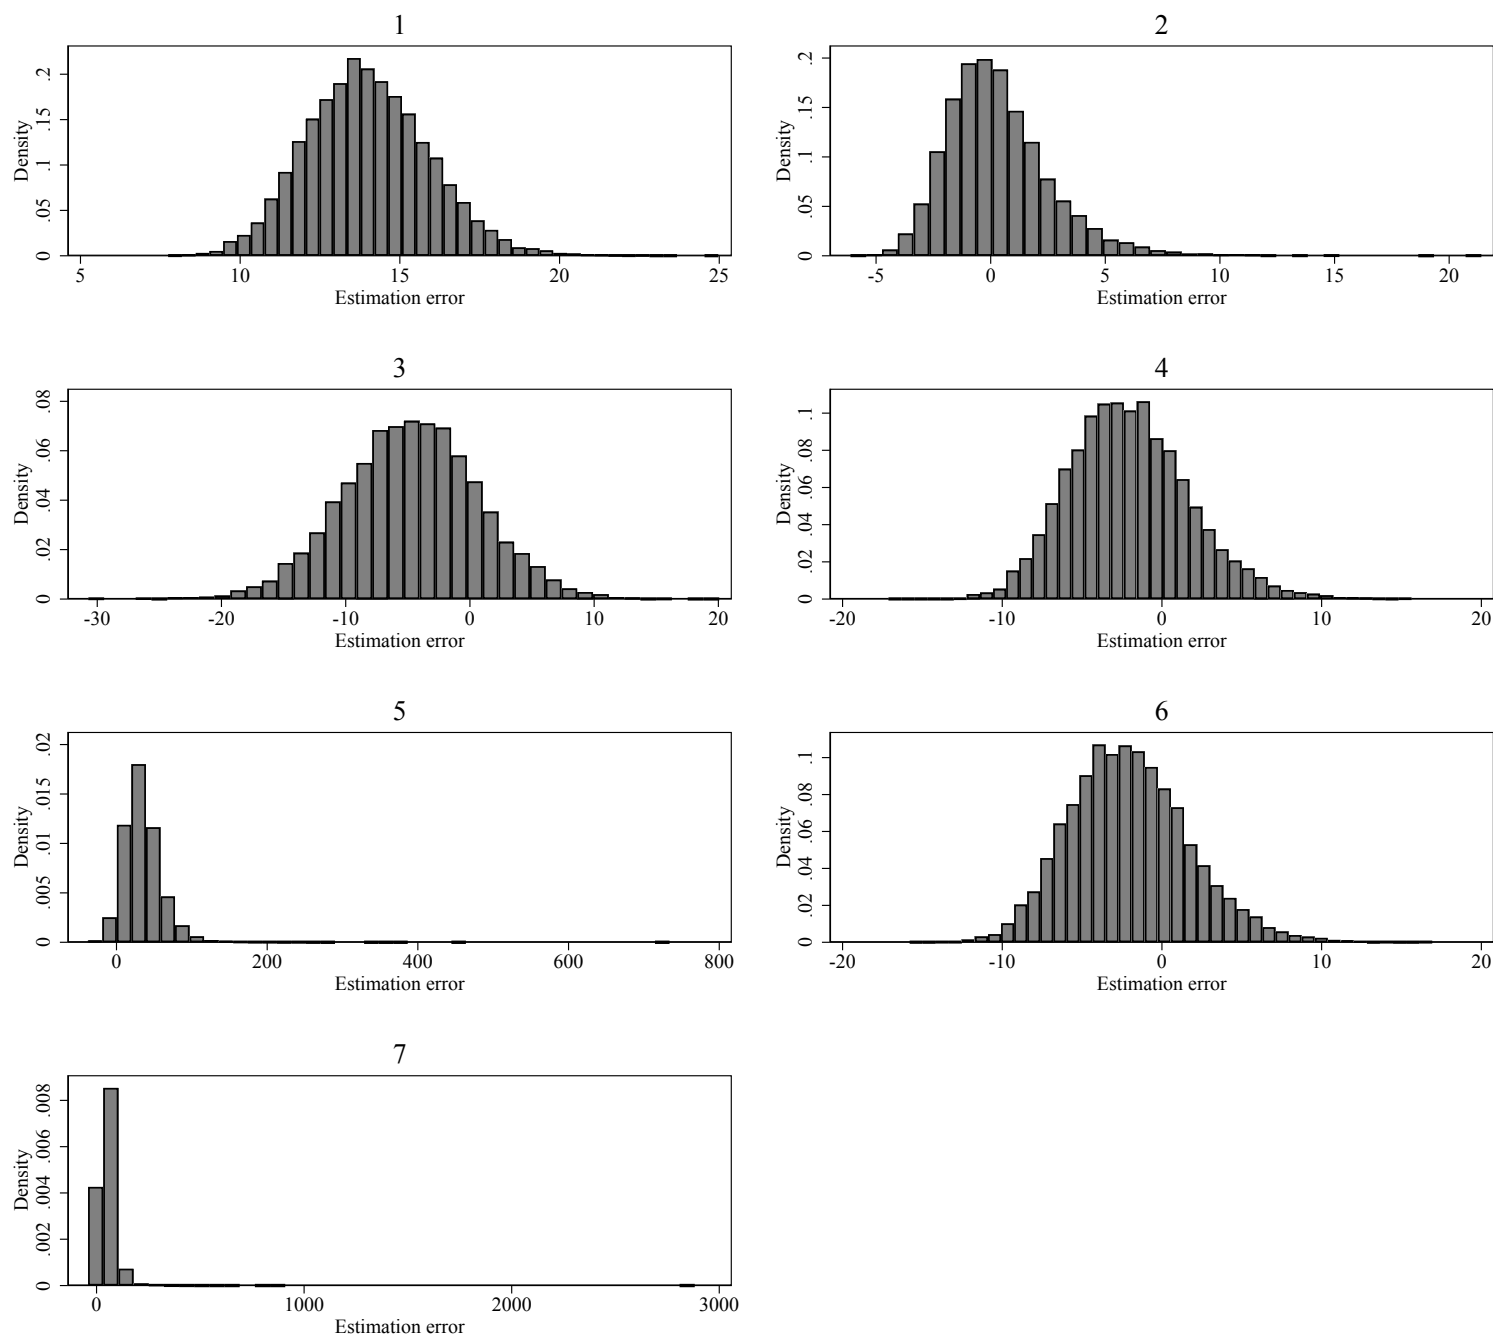 1
Density
0 .05 .1 .15 .2
5 10 15 20 25
Estimation error
2
Density
0 .05 .1 .15 .2
-5 0 5 10 15 20
Estimation error
3
Density
0 .02 .04 .06 .08
-30 -20 -10 0 10 20
Estimation error
4
Density
0 .02 .04 .06 .08 .1
-20 -10 0 10 20
Estimation error
5
Density
0 .005 .01 .015 .02
0 200 400 600 800
Estimation error
6
Density
0 .02 .04 .06 .08 .1
-20 -10 0 10 20
Estimation error
7
Density
0 .002 .004 .006 .008
0 1000 2000 3000
Estimation error